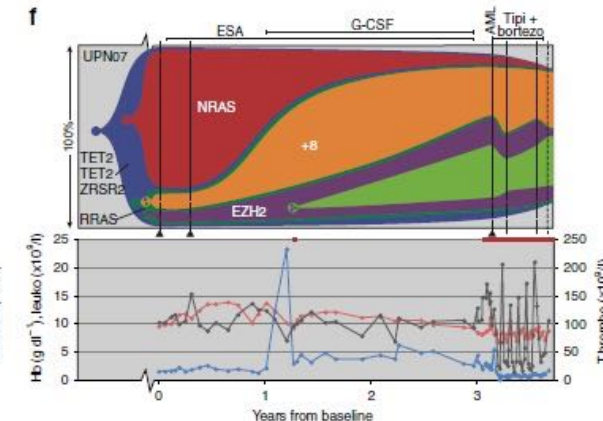 f
ESA
G-CSF
AML
Tipi +
bortezo
UPN07
100%
NRAS
+8
TET2
TET2
ZRSR2
RRAS
EZH2
Hb (g dl⁻¹), leuko (x10⁹/l)
25
20
15
10
5
0
250
200
150
100
50
0
Thrombo (x10⁹/l)
0
1
2
3
Years from baseline